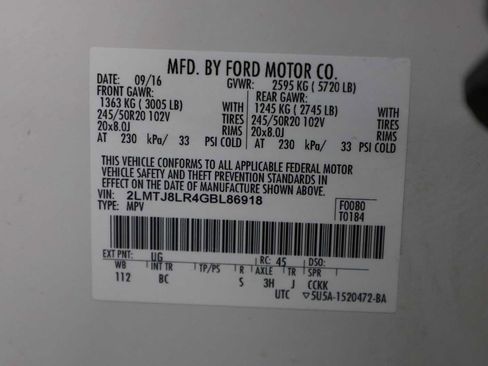 MFD. BY FORD MOTOR CO.
DATE: 09/16 GVWR: 2595 KG ( 5720 LB)
FRONT GAWR: REAR GAWR:
1363 KG ( 3005 LB) WITH 1245 KG ( 2745 LB) WITH
245/50R20 102V TIRES 245/50R20 102V TIRES
20x8.0J RIMS 20x8.0J RIMS
AT 230 kPa/ 33 PSI COLD AT 230 kPa/ 33 PSI COLD
THIS VEHICLE CONFORMS TO ALL APPLICABLE FEDERAL MOTOR
VEHICLE SAFETY AND THEFT PREVENTION STANDARDS IN
EFFECT ON THE DATE OF MANUFACTURE SHOWN ABOVE.
VIN: 2LMTJ8LR4GBL86918 F0080
TYPE: MPV T0184
EXT PNT: UG RC: 45 DSO:
WB INT TR TP/PS R AXLE TR SPR
112 BC S 3H J CCKK
UTC ▽5U5A-1520472-BA